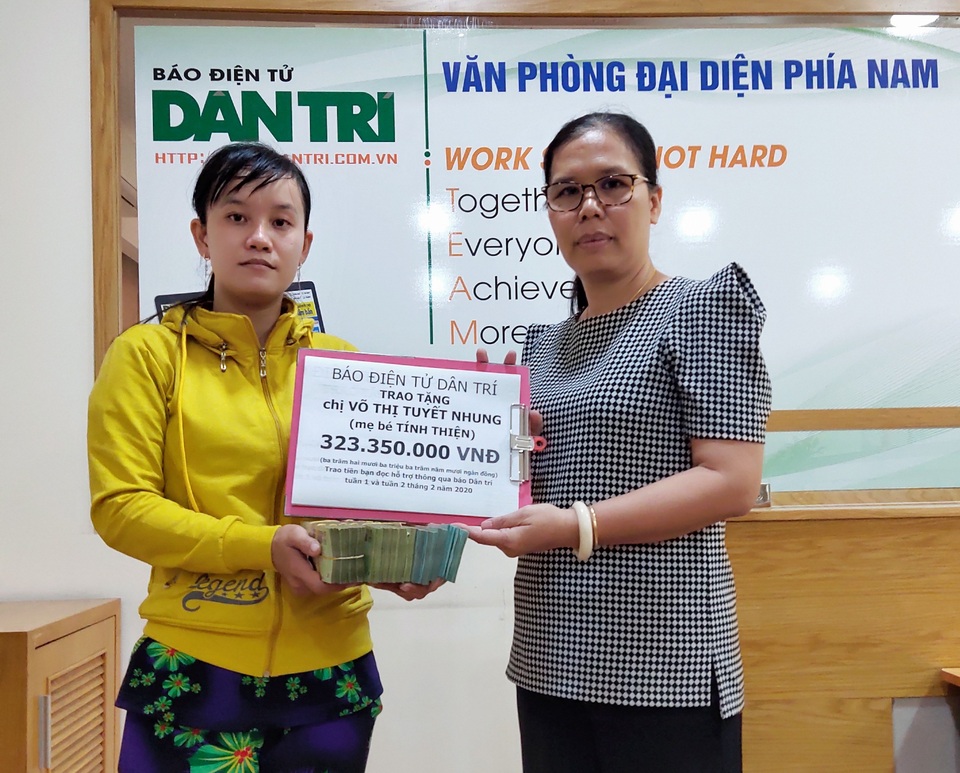 BÁO ĐIỆN TỬ
DÂN TRÍ
HTTP: ANTRI.COM.VN
VĂN PHÒNG ĐẠI DIỆN PHÍA NAM
WORK S NOT HARD
Togeth
Everyon
Achieve
More
BÁO ĐIỆN TỬ DÂN TRÍ
TRAO TẶNG
chị VÕ THỊ TUYẾT NHUNG
(mẹ bé TÍNH THIỆN)
323.350.000 VNĐ
(ba trăm hai mươi ba triệu ba trăm năm mươi ngàn đồng)
Trao tiền bạn đọc hỗ trợ thông qua báo Dân trí
tuần 1 và tuần 2 tháng 2 năm 2020
Legend